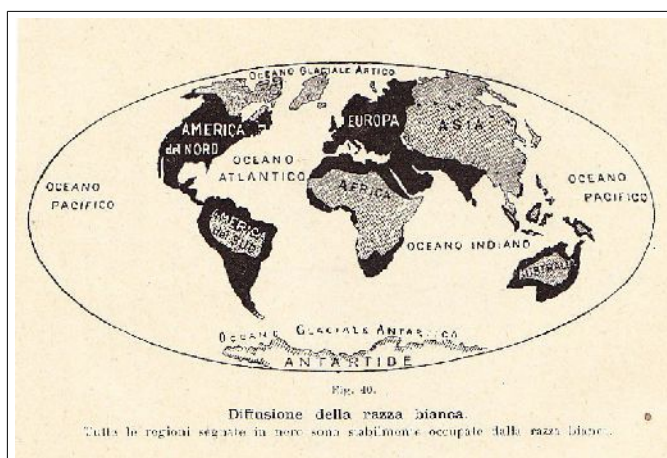 OCEANO GLACIALE ARTICO
AMERICA
del NORD
EUROPA
ASIA
OCEANO
ATLANTICO
OCEANO
PACIFICO
AFRICA
OCEANO
PACIFICO
AMERICA
del SUD
OCEANO INDIANO
AUSTRALIA
OCEANO GLACIALE ANTARTICO
ANTARTIDE
Fig. 40.
Diffusione della razza bianca.
Tutte le regioni segnate in nero sono stabilmente occupate dalla razza bianca.